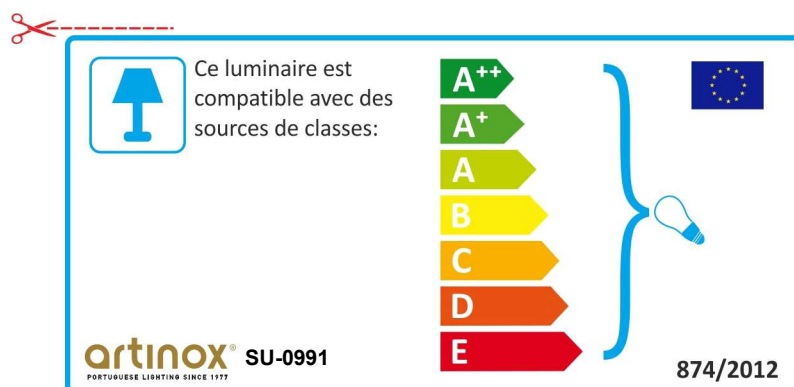 Ce luminaire est
compatible avec des
sources de classes:
A++
A+
A
B
C
D
E
artinox® SU-0991
PORTUGUESE LIGHTING SINCE 1977
874/2012